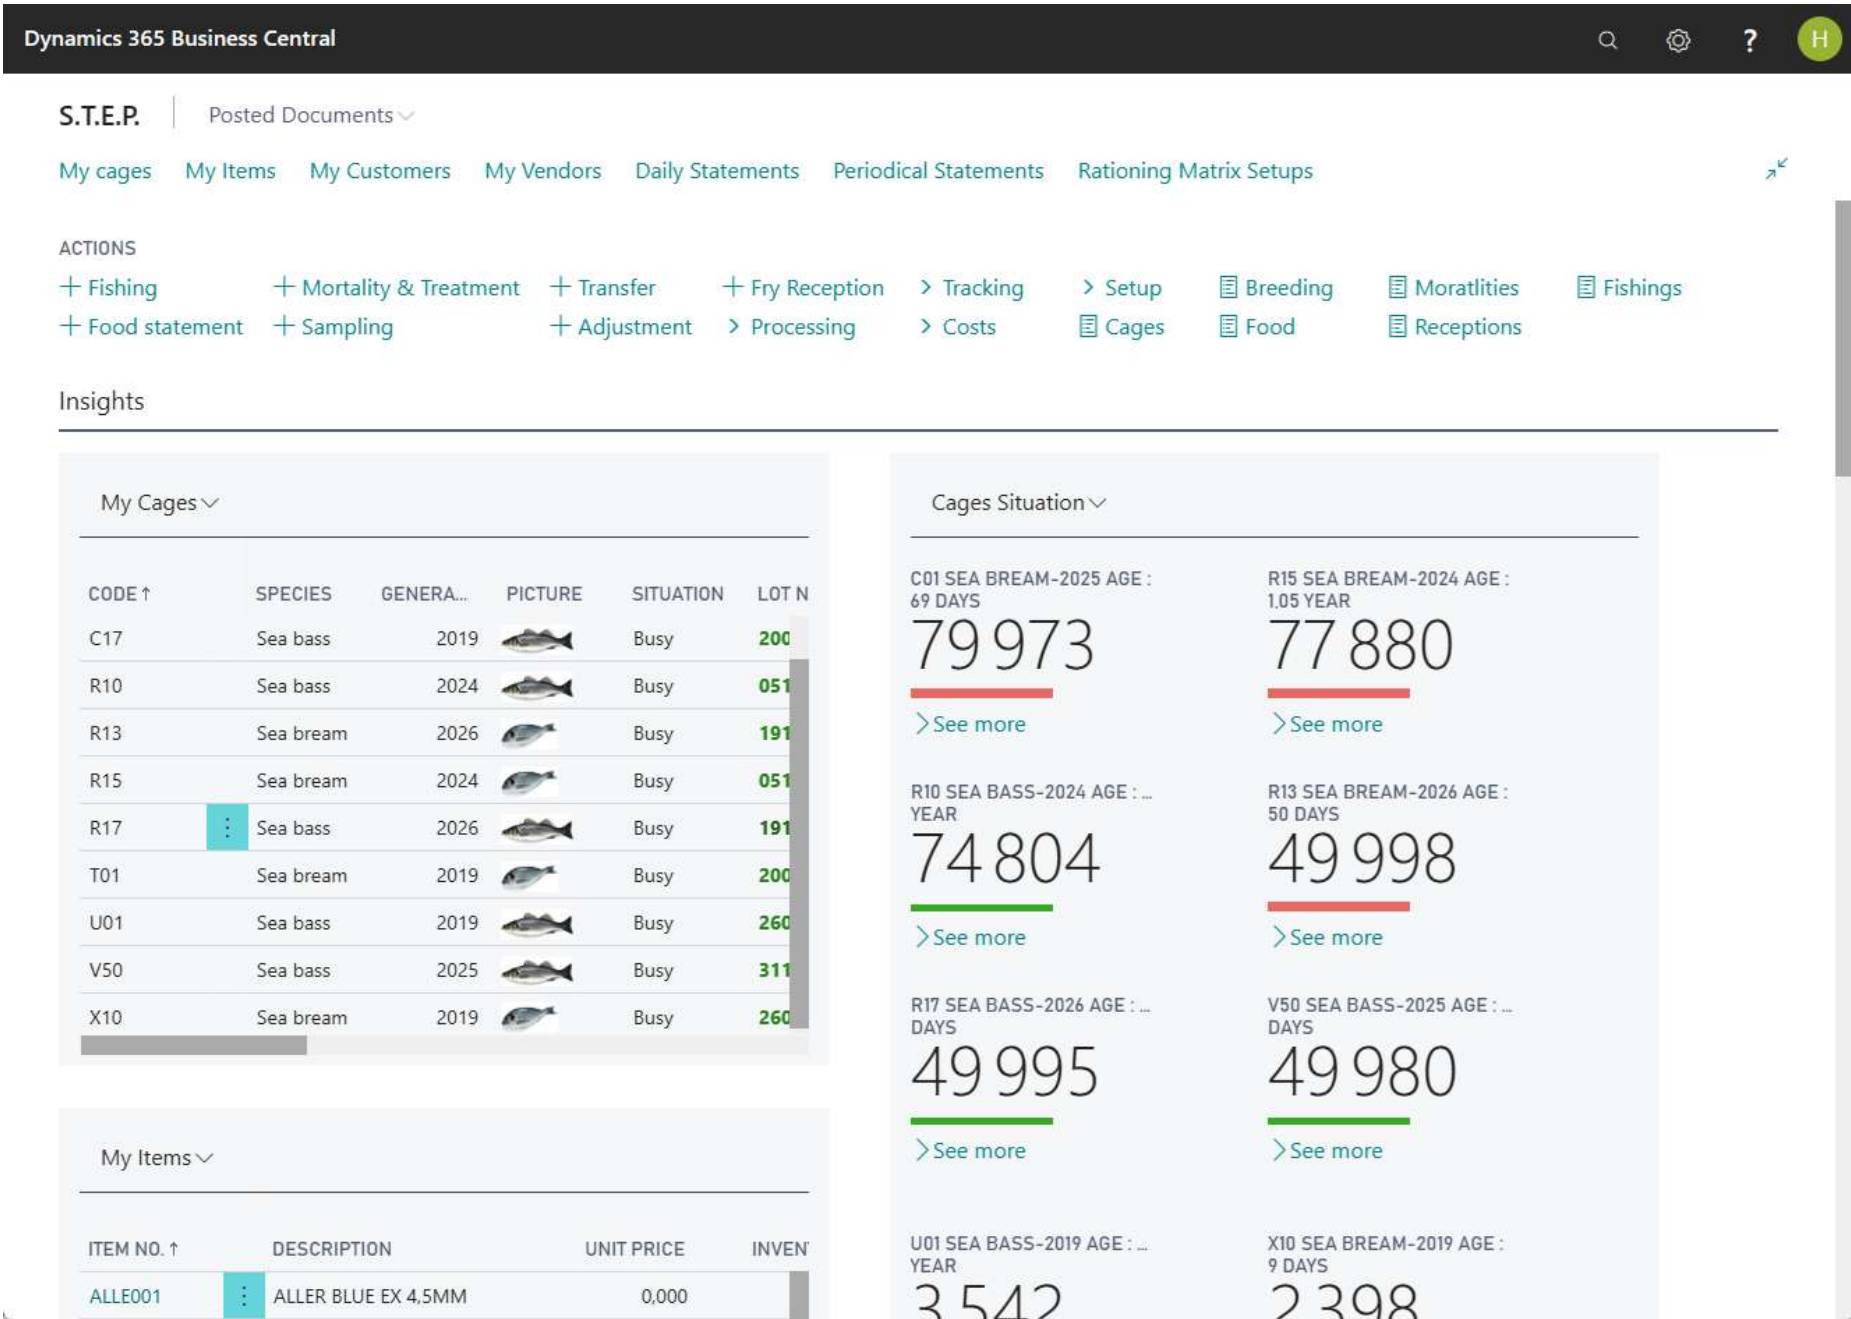 Dynamics 365 Business Central
?
H
S.T.E.P.
Posted Documents
My cages My Items My Customers My Vendors Daily Statements Periodical Statements Rationing Matrix Setups
ACTIONS
+ Fishing + Mortality & Treatment + Transfer + Fry Reception > Tracking > Setup Breeding Moratlities Fishings
+ Food statement + Sampling + Adjustment > Processing > Costs Cages Food Receptions
Insights
My Cages
CODE ↑ SPECIES GENERA... PICTURE SITUATION LOT N
C17 Sea bass 2019 Busy 200
R10 Sea bass 2024 Busy 051
R13 Sea bream 2026 Busy 191
R15 Sea bream 2024 Busy 051
R17 Sea bass 2026 Busy 191
T01 Sea bream 2019 Busy 200
U01 Sea bass 2019 Busy 260
V50 Sea bass 2025 Busy 311
X10 Sea bream 2019 Busy 260
My Items
ITEM NO. ↑ DESCRIPTION UNIT PRICE INVEN
ALLE001 ALLER BLUE EX 4,5MM 0,000
Cages Situation
C01 SEA BREAM-2025 AGE :
69 DAYS
79 973
>See more
R15 SEA BREAM-2024 AGE :
1,05 YEAR
77 880
>See more
R10 SEA BASS-2024 AGE : ...
YEAR
74 804
>See more
R13 SEA BREAM-2026 AGE :
50 DAYS
49 998
>See more
R17 SEA BASS-2026 AGE : ...
DAYS
49 995
>See more
V50 SEA BASS-2025 AGE : ...
DAYS
49 980
>See more
U01 SEA BASS-2019 AGE : ...
YEAR
3 542
X10 SEA BREAM-2019 AGE :
9 DAYS
2 398